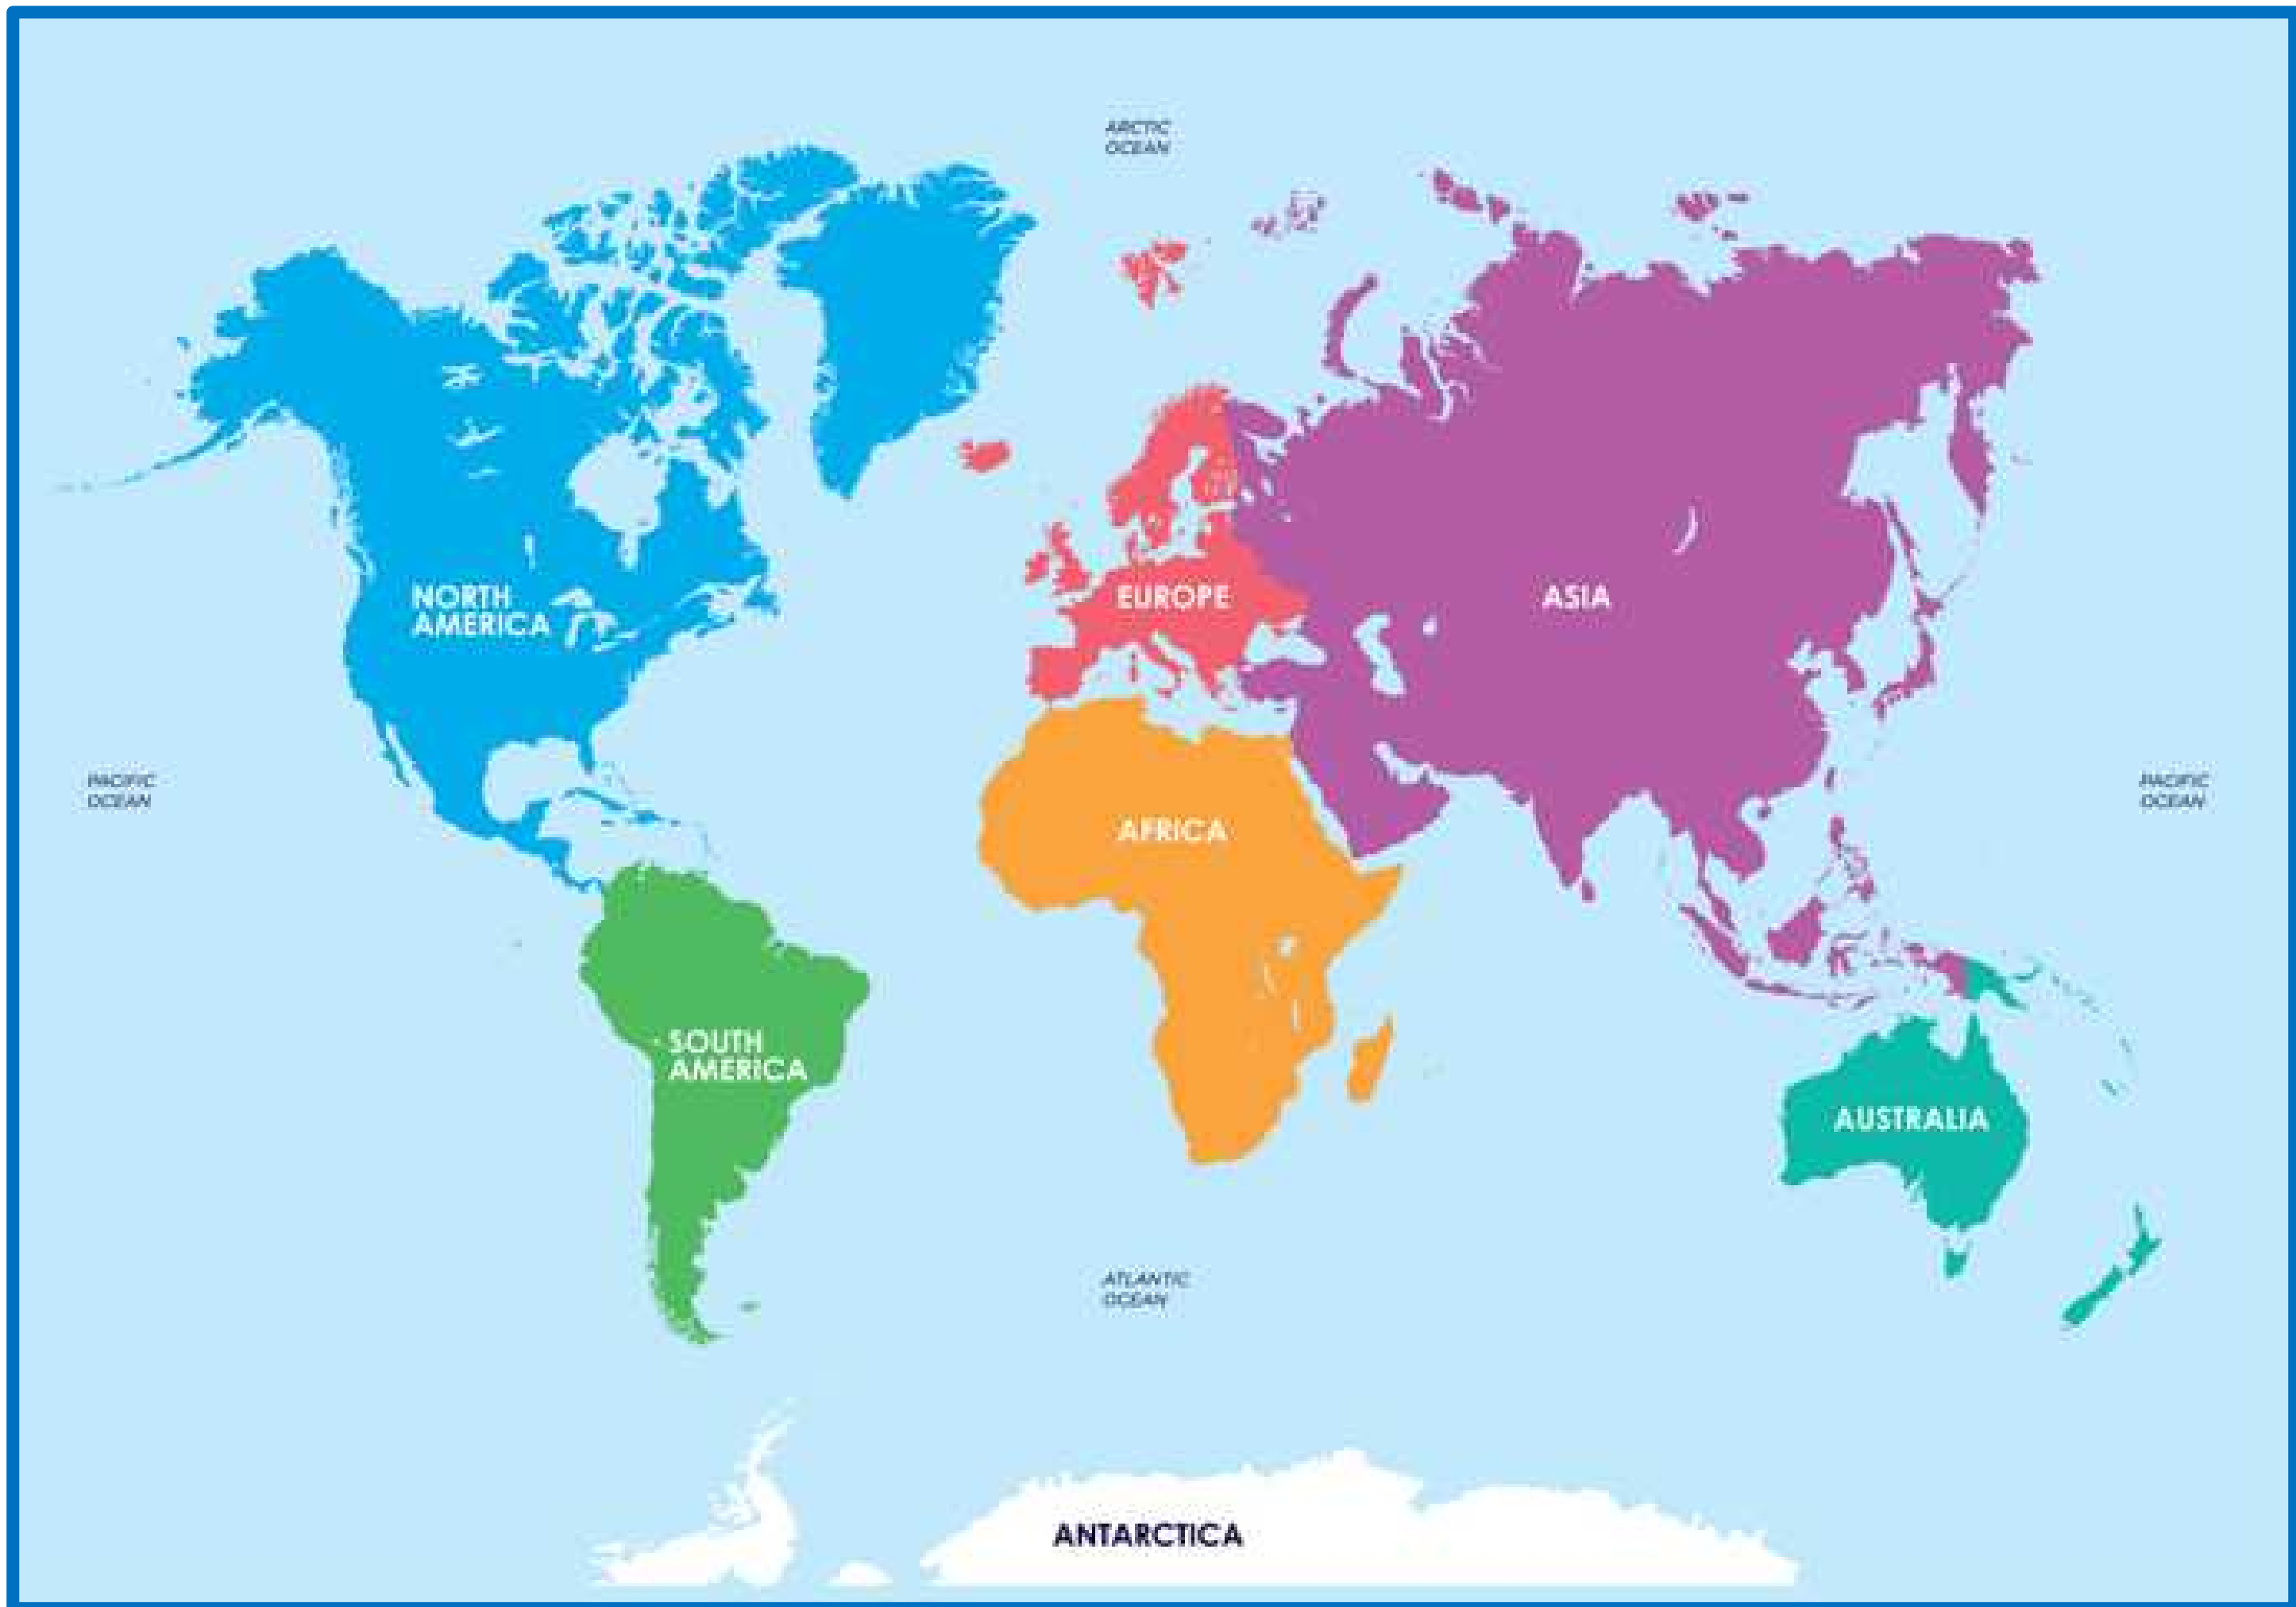 ARCTIC
OCEAN
NORTH
AMERICA
EUROPE
ASIA
PACIFIC
OCEAN
PACIFIC
OCEAN
AFRICA
SOUTH
AMERICA
AUSTRALIA
ATLANTIC
OCEAN
ANTARCTICA